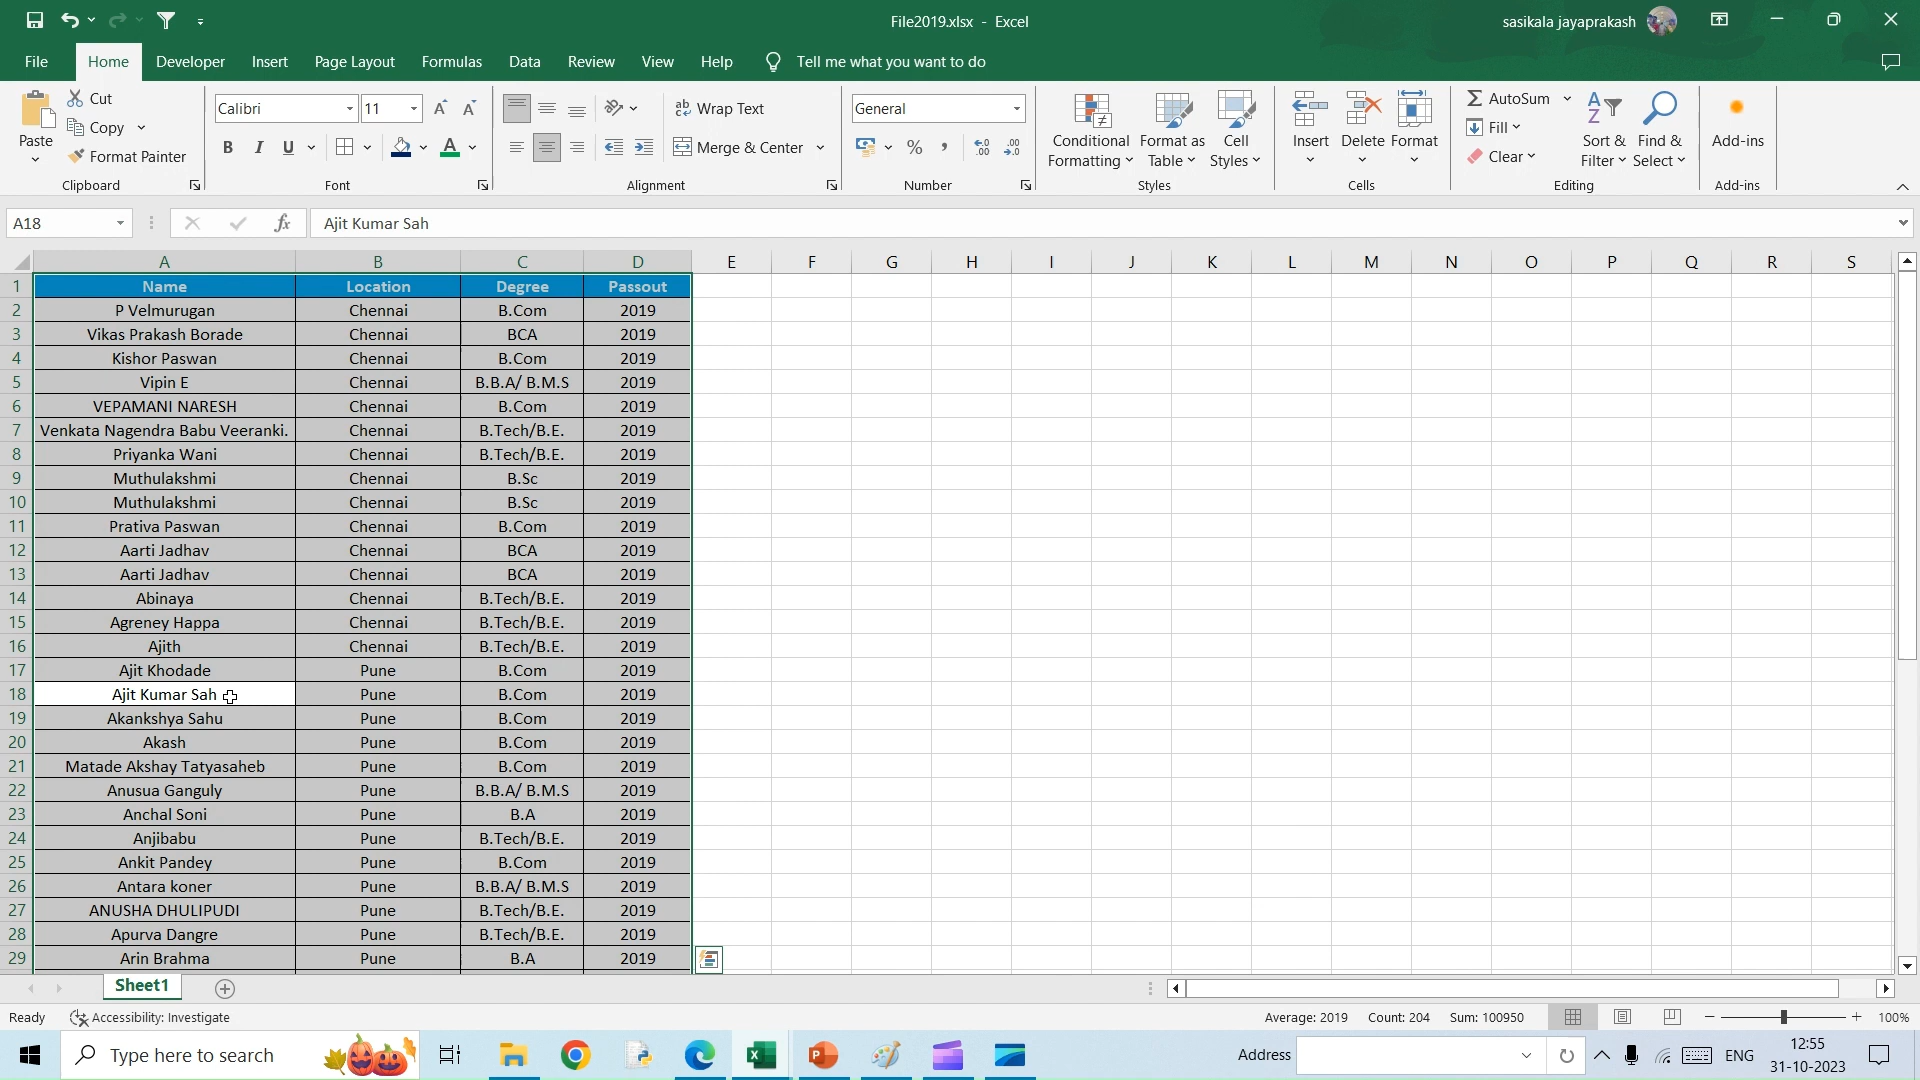 File2019.xlsx - Excel
sasikala jayaprakash
File Home Developer Insert Page Layout Formulas Data Review View Help Tell me what you want to do
Paste
Cut
Copy
Format Painter
Clipboard
Calibri 11
B I U
Font
ab Wrap Text
Merge & Center
Alignment
General
%
Number
Conditional Formatting
Format as Table
Cell Styles
Styles
Insert Delete Format
Cells
AutoSum
Fill
Clear
Sort & Filter
Find & Select
Editing
Add-ins
Add-ins
A18 fx Ajit Kumar Sah
A B C D E F G H I J K L M N O P Q R S
1 Name Location Degree Passout
2 P Velmurugan Chennai B.Com 2019
3 Vikas Prakash Borade Chennai BCA 2019
4 Kishor Paswan Chennai B.Com 2019
5 Vipin E Chennai B.B.A/ B.M.S 2019
6 VEPAMANI NARESH Chennai B.Com 2019
7 Venkata Nagendra Babu Veeranki. Chennai B.Tech/B.E. 2019
8 Priyanka Wani Chennai B.Tech/B.E. 2019
9 Muthulakshmi Chennai B.Sc 2019
10 Muthulakshmi Chennai B.Sc 2019
11 Prativa Paswan Chennai B.Com 2019
12 Aarti Jadhav Chennai BCA 2019
13 Aarti Jadhav Chennai BCA 2019
14 Abinaya Chennai B.Tech/B.E. 2019
15 Agreney Happa Chennai B.Tech/B.E. 2019
16 Ajith Chennai B.Tech/B.E. 2019
17 Ajit Khodade Pune B.Com 2019
18 Ajit Kumar Sah Pune B.Com 2019
19 Akankshya Sahu Pune B.Com 2019
20 Akash Pune B.Com 2019
21 Matade Akshay Tatyasaheb Pune B.Com 2019
22 Anusua Ganguly Pune B.B.A/ B.M.S 2019
23 Anchal Soni Pune B.A 2019
24 Anjibabu Pune B.Tech/B.E. 2019
25 Ankit Pandey Pune B.Com 2019
26 Antara koner Pune B.B.A/ B.M.S 2019
27 ANUSHA DHULIPUDI Pune B.Tech/B.E. 2019
28 Apurva Dangre Pune B.Tech/B.E. 2019
29 Arin Brahma Pune B.A 2019
Sheet1
Ready Accessibility: Investigate Average: 2019 Count: 204 Sum: 100950 100%
Type here to search Address ENG 12:55
31-10-2023